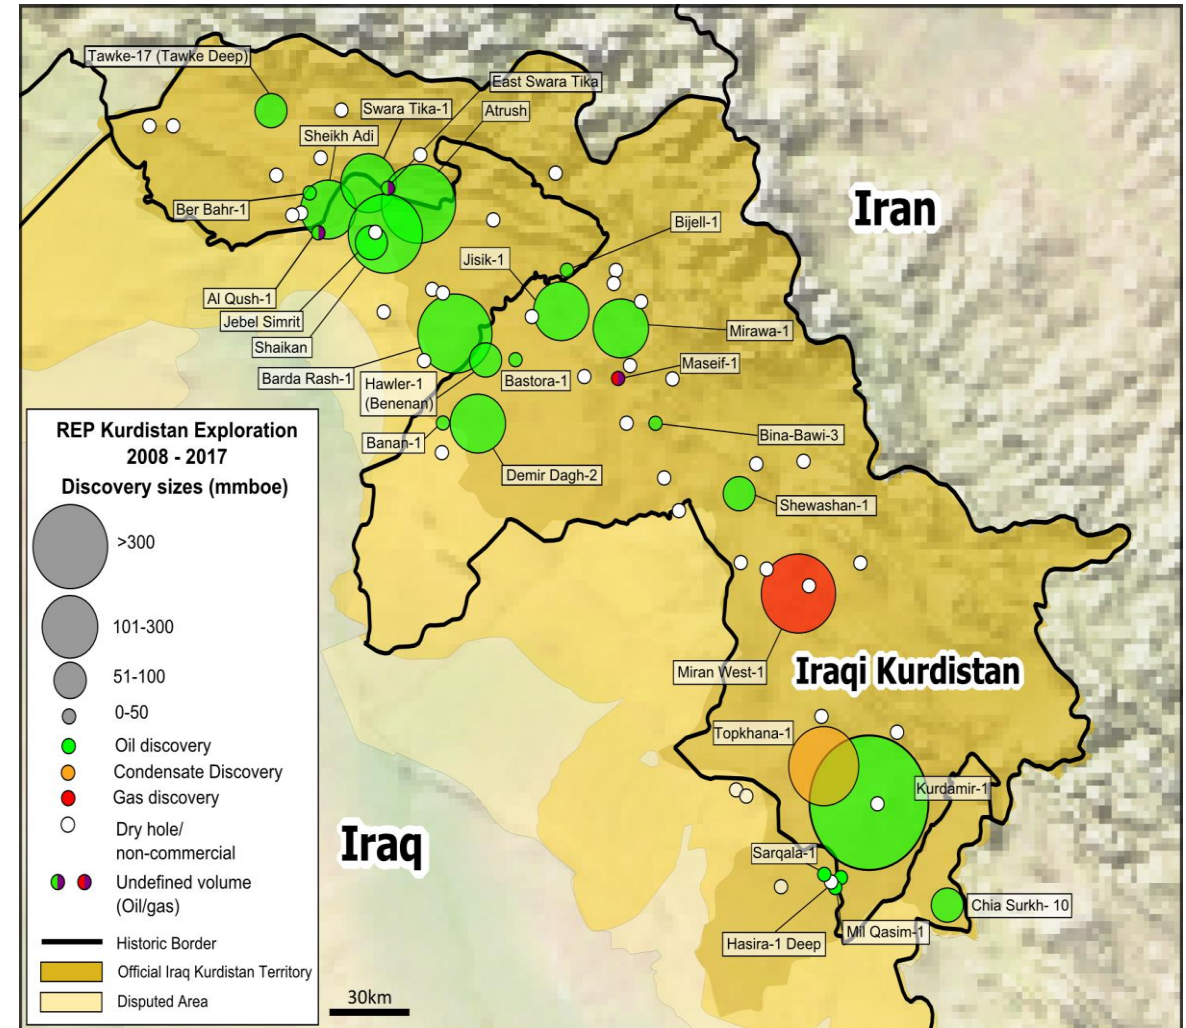 Tawke-17 (Tawke Deep)
East Swara Tika
Swara Tika-1
Atrush
Sheikh Adi
Ber Bahr-1
Iran
Bijell-1
Jisik-1
Al Qush-1
Jebel Simrit
Shaikan
Mirawa-1
Barda Rash-1
Hawler-1
(Benenan)
Bastora-1
Maseif-1
Banan-1
Bina-Bawi-3
Demir Dagh-2
Shewashan-1
Miran West-1
Iraqi Kurdistan
Topkhana-1
Kurdamir-1
Iraq
Sarqala-1
Chia Surkh- 10
Mil Qasim-1
Hasira-1 Deep
REP Kurdistan Exploration
2008 - 2017
Discovery sizes (mmboe)
>300
101-300
51-100
0-50
Oil discovery
Condensate Discovery
Gas discovery
Dry hole/
non-commercial
Undefined volume
(Oil/gas)
Historic Border
Official Iraq Kurdistan Territory
Disputed Area
30km